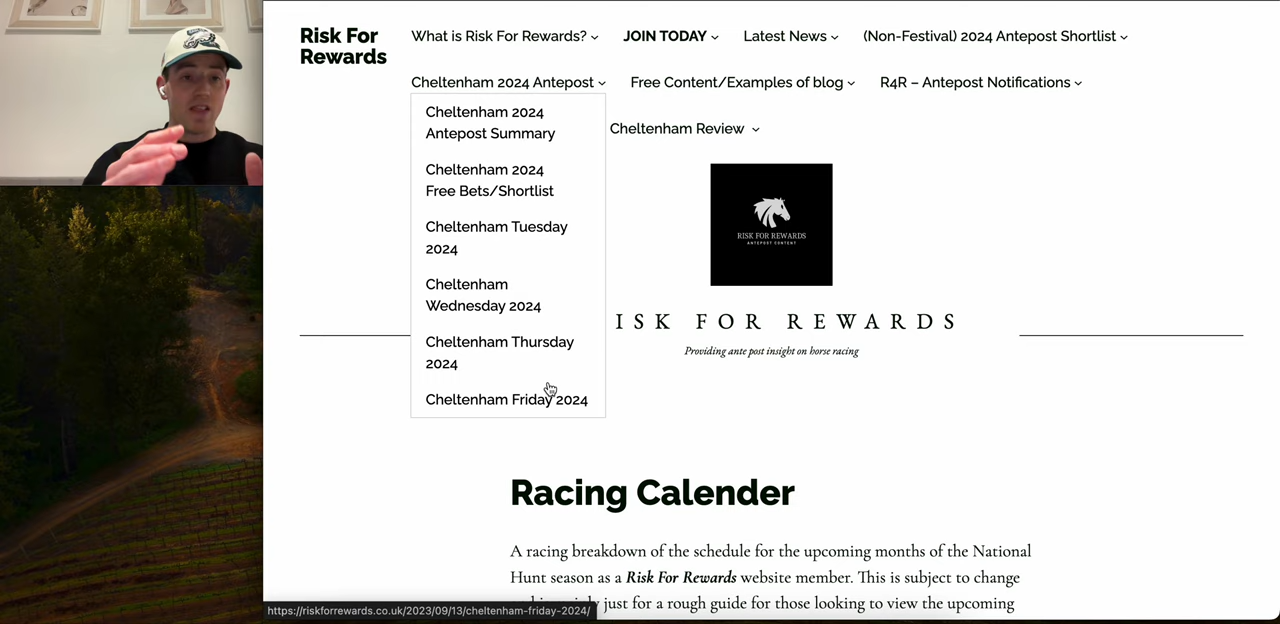 Risk For
Rewards
What is Risk For Rewards?
JOIN TODAY
Latest News
(Non-Festival) 2024 Antepost Shortlist
Cheltenham 2024 Antepost
Free Content/Examples of blog
R4R – Antepost Notifications
Cheltenham Review
Cheltenham 2024
Antepost Summary
Cheltenham 2024
Free Bets/Shortlist
Cheltenham Tuesday
2024
Cheltenham
Wednesday 2024
Cheltenham Thursday
2024
Cheltenham Friday 2024
RISK FOR REWARDS
ANTEPOST CONTENT
ISK FOR REWARDS
Providing ante post insight on horse racing
Racing Calender
A racing breakdown of the schedule for the upcoming months of the National
Hunt season as a Risk For Rewards website member. This is subject to change
just for a rough guide for those looking to view the upcoming
https://riskforrewards.co.uk/2023/09/13/cheltenham-friday-2024/